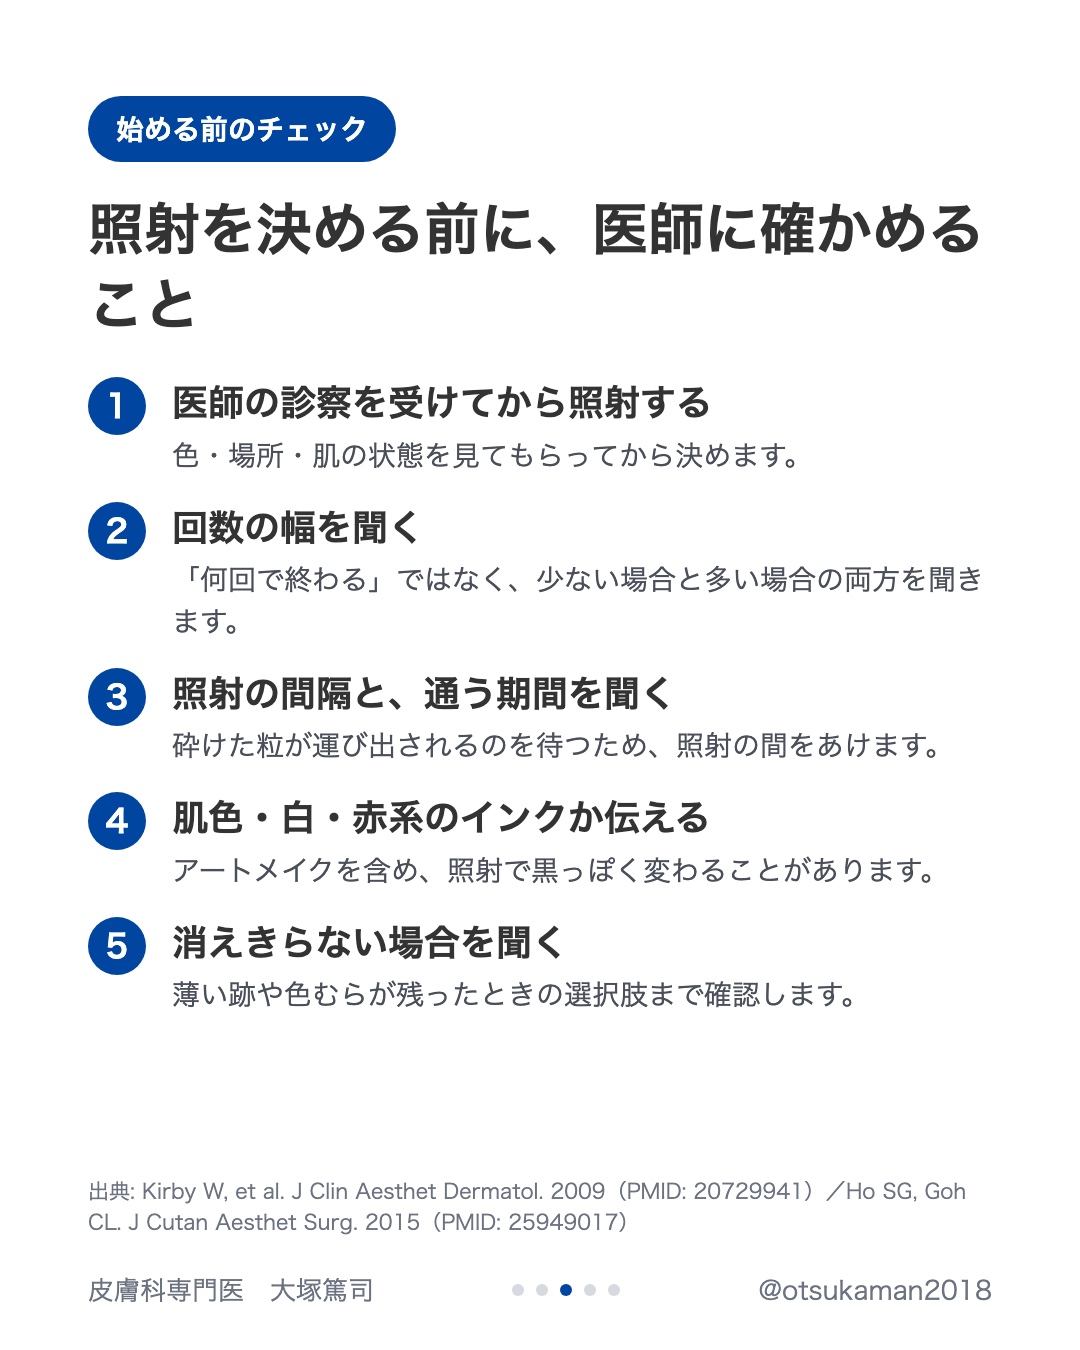 始める前のチェック
照射を決める前に、医師に確かめる
こと
1 医師の診察を受けてから照射する
色・場所・肌の状態を見てもらってから決めます。
2 回数の幅を聞く
「何回で終わる」ではなく、少ない場合と多い場合の両方を聞き
ます。
3 照射の間隔と、通う期間を聞く
砕けた粒が運び出されるのを待つため、照射の間をあけます。
4 肌色・白・赤系のインクか伝える
アートメイクを含め、照射で黒っぽく変わることがあります。
5 消えきらない場合を聞く
薄い跡や色むらが残ったときの選択肢まで確認します。
出典: Kirby W, et al. J Clin Aesthet Dermatol. 2009（PMID: 20729941）／Ho SG, Goh
CL. J Cutan Aesthet Surg. 2015（PMID: 25949017）
皮膚科専門医　大塚篤司
@otsukaman2018